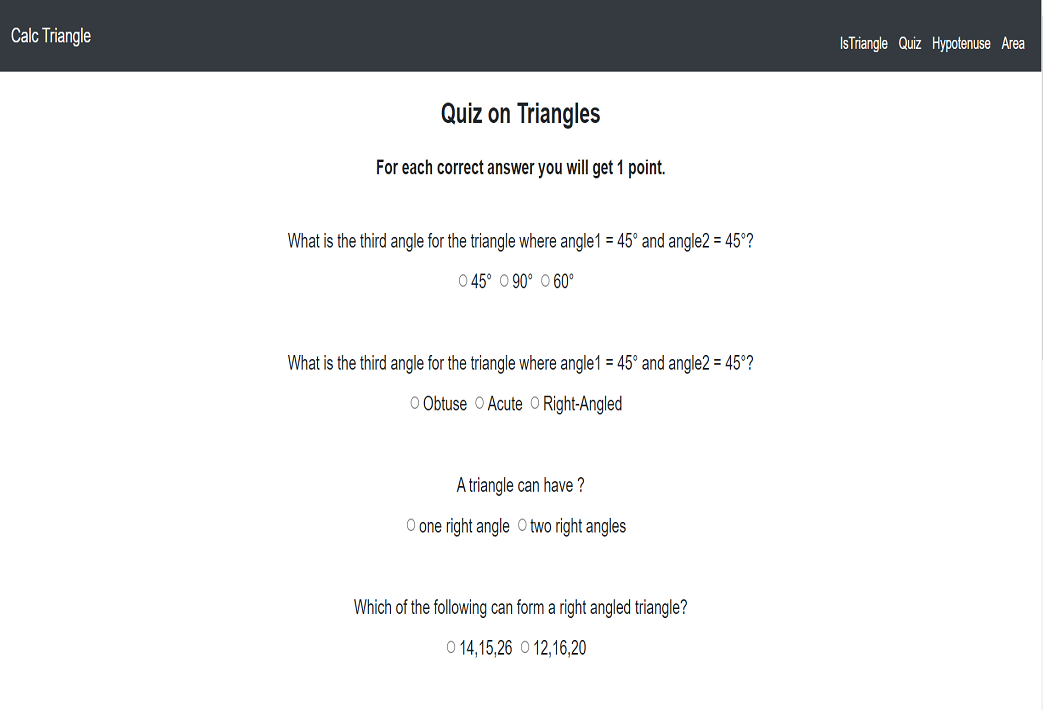 Calc Triangle
IsTriangle Quiz Hypotenuse Area
Quiz on Triangles
For each correct answer you will get 1 point.
What is the third angle for the triangle where angle1 = 45° and angle2 = 45°?
45° 90° 60°
What is the third angle for the triangle where angle1 = 45° and angle2 = 45°?
Obtuse Acute Right-Angled
A triangle can have ?
one right angle two right angles
Which of the following can form a right angled triangle?
14,15,26 12,16,20